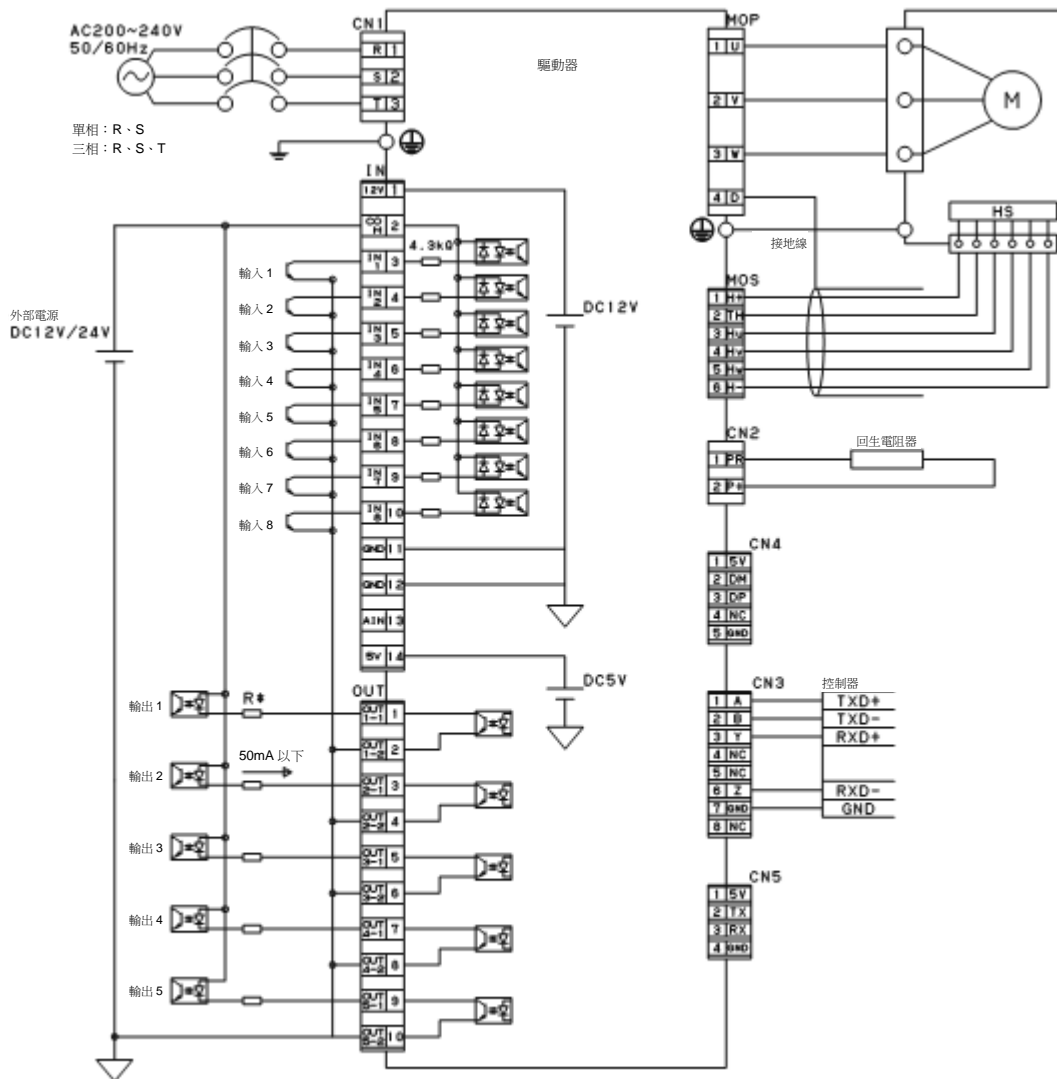 AC200~240V
50/60Hz
單相：R、S
三相：R、S、T
CN1
R 1
S 2
T 3
驅動器
MOP
1 U
2 V
3 W
4 D
M
接地線
HS
IN
12V 1
COM 2
IN1 3
IN2 4
IN3 5
IN4 6
IN5 7
IN6 8
IN7 9
IN8 10
GND 11
GND 12
AIN 13
5V 14
4.3kΩ
輸入 1
輸入 2
輸入 3
輸入 4
輸入 5
輸入 6
輸入 7
輸入 8
外部電源
DC12V/24V
DC12V
DC5V
MOS
1 H+
2 TH
3 Hu
4 Hv
5 Hw
6 H-
CN2
1 PR
2 P+
回生電阻器
CN4
1 5V
2 DM
3 DP
4 NC
5 GND
CN3
1 A
2 B
3 Y
4 NC
5 NC
6 Z
7 GND
8 NC
控制器
TXD+
TXD-
RXD+
RXD-
GND
CN5
1 5V
2 TX
3 RX
4 GND
OUT
OUT1-1 1
OUT1-2 2
OUT2-1 3
OUT2-2 4
OUT3-1 5
OUT3-2 6
OUT4-1 7
OUT4-2 8
OUT5-1 9
OUT5-2 10
輸出 1
輸出 2
輸出 3
輸出 4
輸出 5
R*
50mA 以下